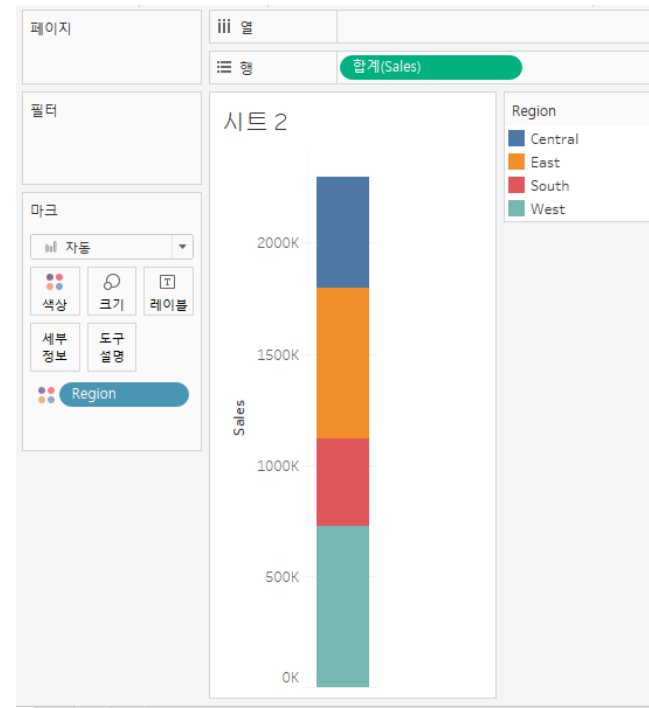 페이지
iii 열
행
합계(Sales)
필터
마크
자동
색상
크기
T
레이블
세부
정보
도구
설명
Region
시트 2
2000K
1500K
1000K
500K
0K
Sales
Region
Central
East
South
West